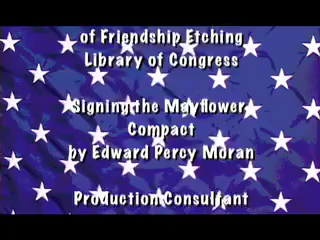 of Friendship Etching
Library of Congress
Signing the Mayflower
Compact
by Edward Percy Moran
Production Consultant